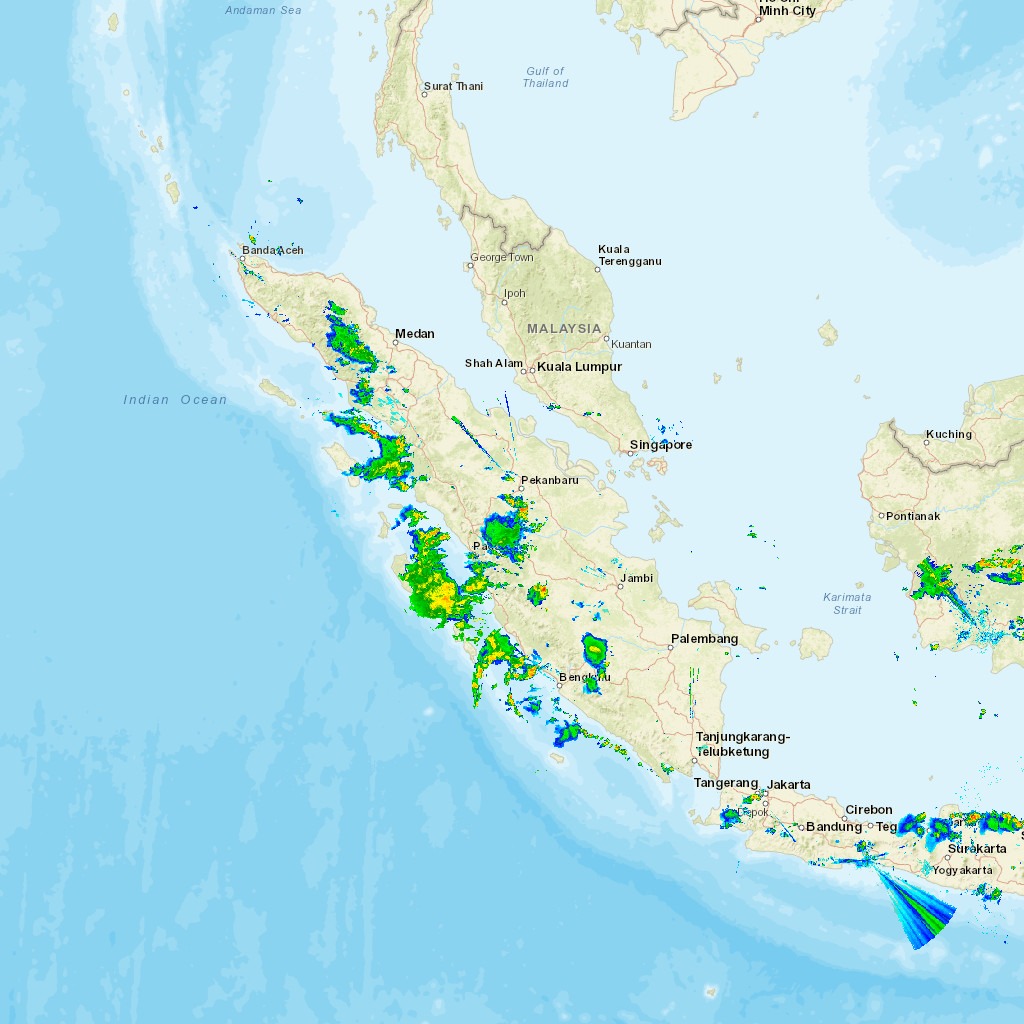 Andaman Sea
Minh City
Gulf of
Thailand
Surat Thani
Banda Aceh
George Town
Kuala
Terengganu
Ipoh
MALAYSIA
Medan
Kuantan
Shah Alam
Kuala Lumpur
Indian Ocean
Singapore
Kuching
Pekanbaru
Pontianak
Jambi
Karimata
Strait
Palembang
Tanjungkarang-
Telubketung
Tangerang
Jakarta
Cirebon
Bandung
Surakarta
Yogyakarta